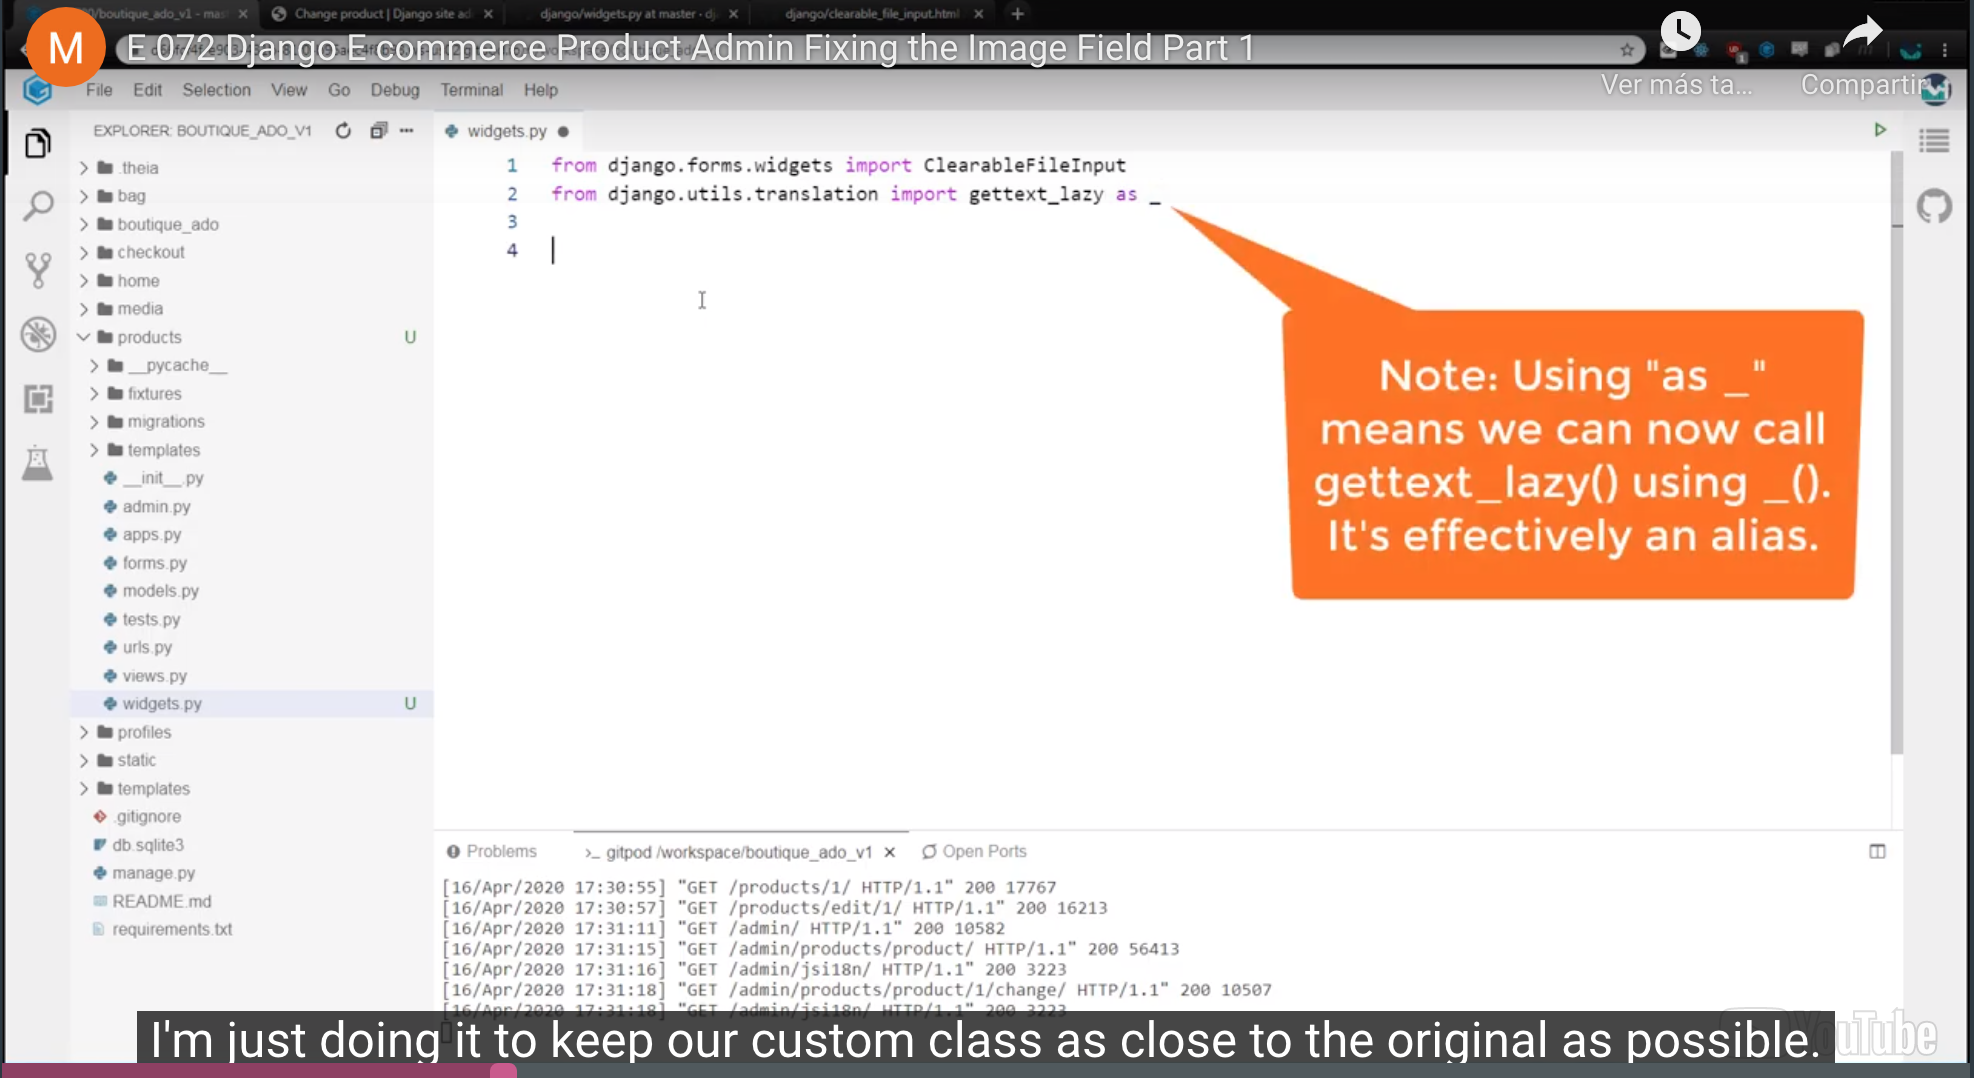 /boutique_ado_v1 - mas
Change product | Django site ad
django/widgets.py at master · dj
django/clearable_file_input.html
M
E 072 Django E commerce Product Admin Fixing the Image Field Part 1
Ver más ta...
Compartir
File Edit Selection View Go Debug Terminal Help
EXPLORER: BOUTIQUE_ADO_V1
widgets.py
.theia
bag
boutique_ado
checkout
home
media
products U
__pycache__
fixtures
migrations
templates
__init__.py
admin.py
apps.py
forms.py
models.py
tests.py
urls.py
views.py
widgets.py U
profiles
static
templates
.gitignore
db.sqlite3
manage.py
README.md
requirements.txt
1 from django.forms.widgets import ClearableFileInput
2 from django.utils.translation import gettext_lazy as _
3
4
Note: Using "as _"
means we can now call
gettext_lazy() using _().
It's effectively an alias.
Problems
>_ gitpod /workspace/boutique_ado_v1
Open Ports
[16/Apr/2020 17:30:55] "GET /products/1/ HTTP/1.1" 200 17767
[16/Apr/2020 17:30:57] "GET /products/edit/1/ HTTP/1.1" 200 16213
[16/Apr/2020 17:31:11] "GET /admin/ HTTP/1.1" 200 10582
[16/Apr/2020 17:31:15] "GET /admin/products/product/ HTTP/1.1" 200 56413
[16/Apr/2020 17:31:16] "GET /admin/jsi18n/ HTTP/1.1" 200 3223
[16/Apr/2020 17:31:18] "GET /admin/products/product/1/change/ HTTP/1.1" 200 10507
[16/Apr/2020 17:31:18] "GET /admin/jsi18n/ HTTP/1.1" 200 3223
I'm just doing it to keep our custom class as close to the original as possible.
YouTube